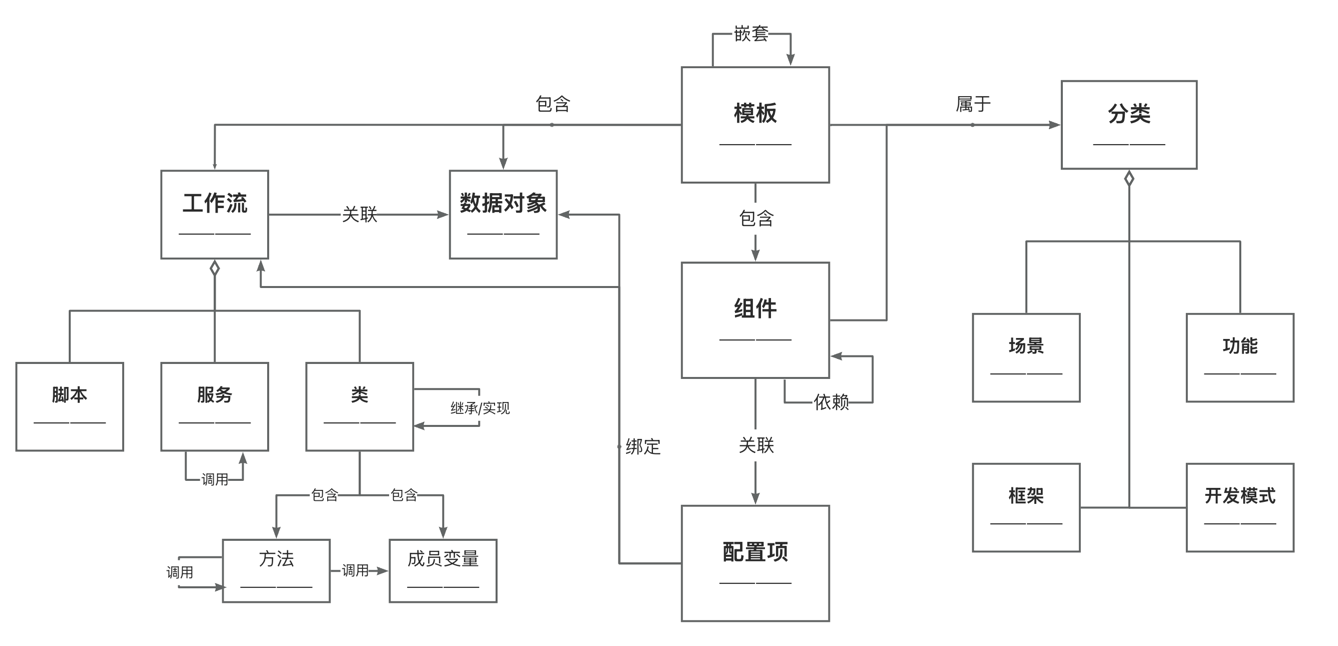 嵌套
包含
属于
模板
分类
工作流
关联
数据对象
包含
组件
脚本
服务
类
继承/实现
依赖
场景
功能
绑定
关联
调用
包含
包含
框架
开发模式
方法
成员变量
调用
调用
配置项